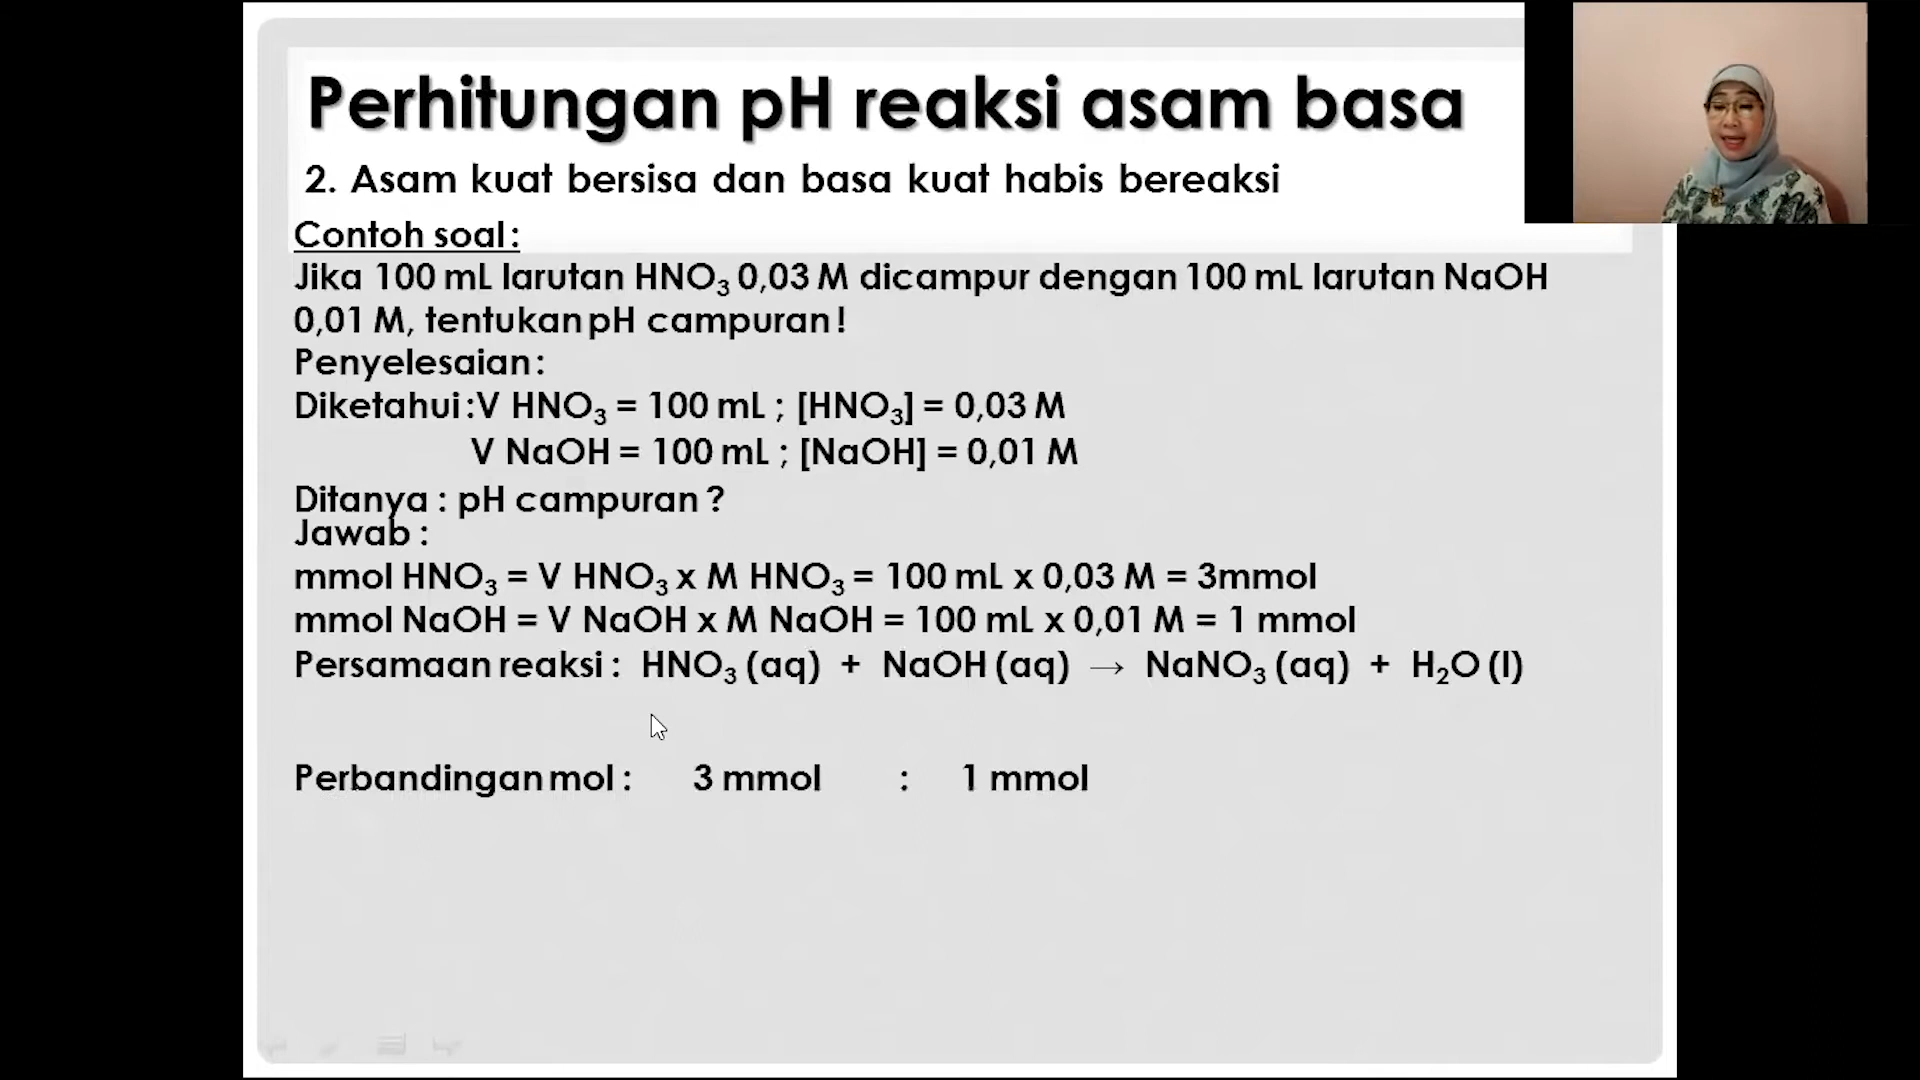 Perhitungan pH reaksi asam basa
2. Asam kuat bersisa dan basa kuat habis bereaksi
Contoh soal:
Jika 100 mL larutan HNO₃ 0,03 M dicampur dengan 100 mL larutan NaOH
0,01 M, tentukan pH campuran!
Penyelesaian:
Diketahui: V HNO₃ = 100 mL ; [HNO₃] = 0,03 M
V NaOH = 100 mL ; [NaOH] = 0,01 M
Ditanya : pH campuran ?
Jawab :
mmol HNO₃ = V HNO₃ x M HNO₃ = 100 mL x 0,03 M = 3mmol
mmol NaOH = V NaOH x M NaOH = 100 mL x 0,01 M = 1 mmol
Persamaan reaksi : HNO₃ (aq) + NaOH (aq) → NaNO₃ (aq) + H₂O (l)
Perbandingan mol : 3 mmol : 1 mmol